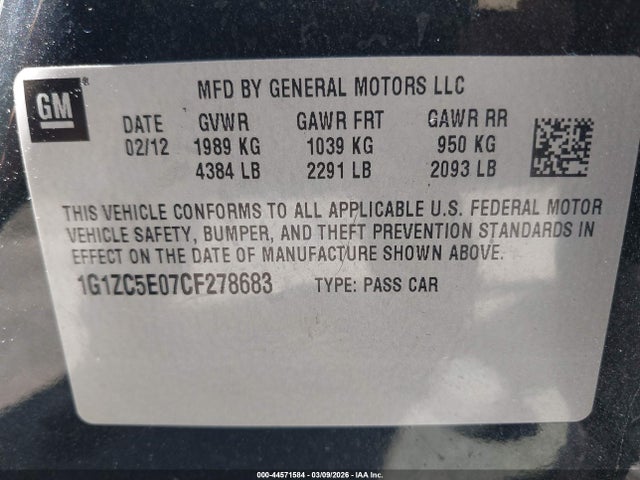 GM®
MFD BY GENERAL MOTORS LLC
DATE GVWR GAWR FRT GAWR RR
02/12 1989 KG 1039 KG 950 KG
4384 LB 2291 LB 2093 LB
THIS VEHICLE CONFORMS TO ALL APPLICABLE U.S. FEDERAL MOTOR
VEHICLE SAFETY, BUMPER, AND THEFT PREVENTION STANDARDS IN
EFFECT ON THE DATE OF MANUFACTURE SHOWN ABOVE.
1G1ZC5E07CF278683 TYPE: PASS CAR
000-44571584 | 03/09/2026 | IAA Inc.